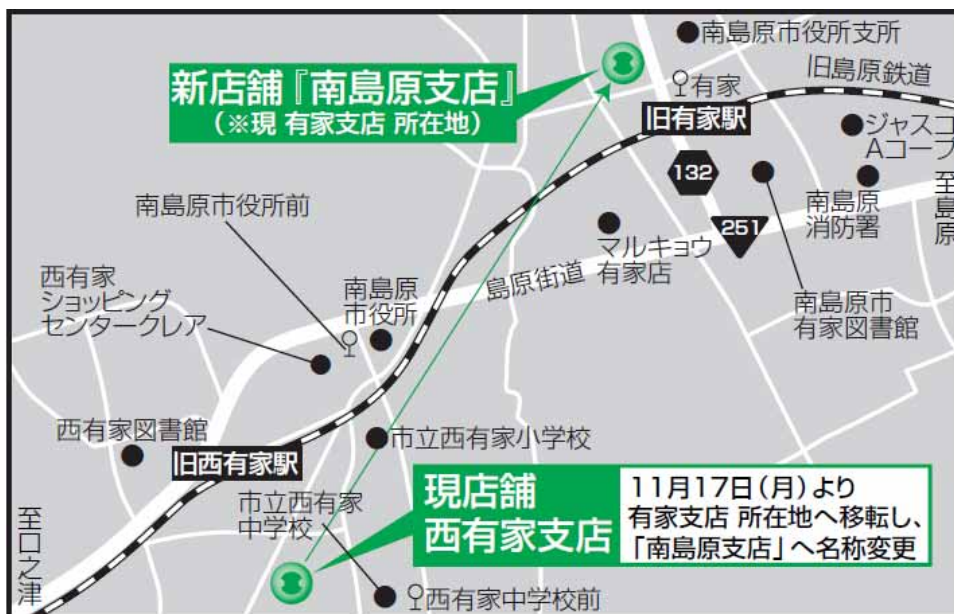 南島原市役所支所
旧島原鉄道
新店舗『南島原支店』
（※現 有家支店 所在地）
有家
旧有家駅
ジャスコ
Aコープ
132
南島原
消防署
至島原
南島原市役所前
251
マルキョウ
有家店
島原街道
南島原市
有家図書館
西有家
ショッピング
センタークレア
南島原
市役所
西有家図書館
旧西有家駅
市立西有家小学校
市立西有家
中学校
現店舗
西有家支店
11月17日（月）より
有家支店 所在地へ移転し、
「南島原支店」へ名称変更
至口之津
西有家中学校前